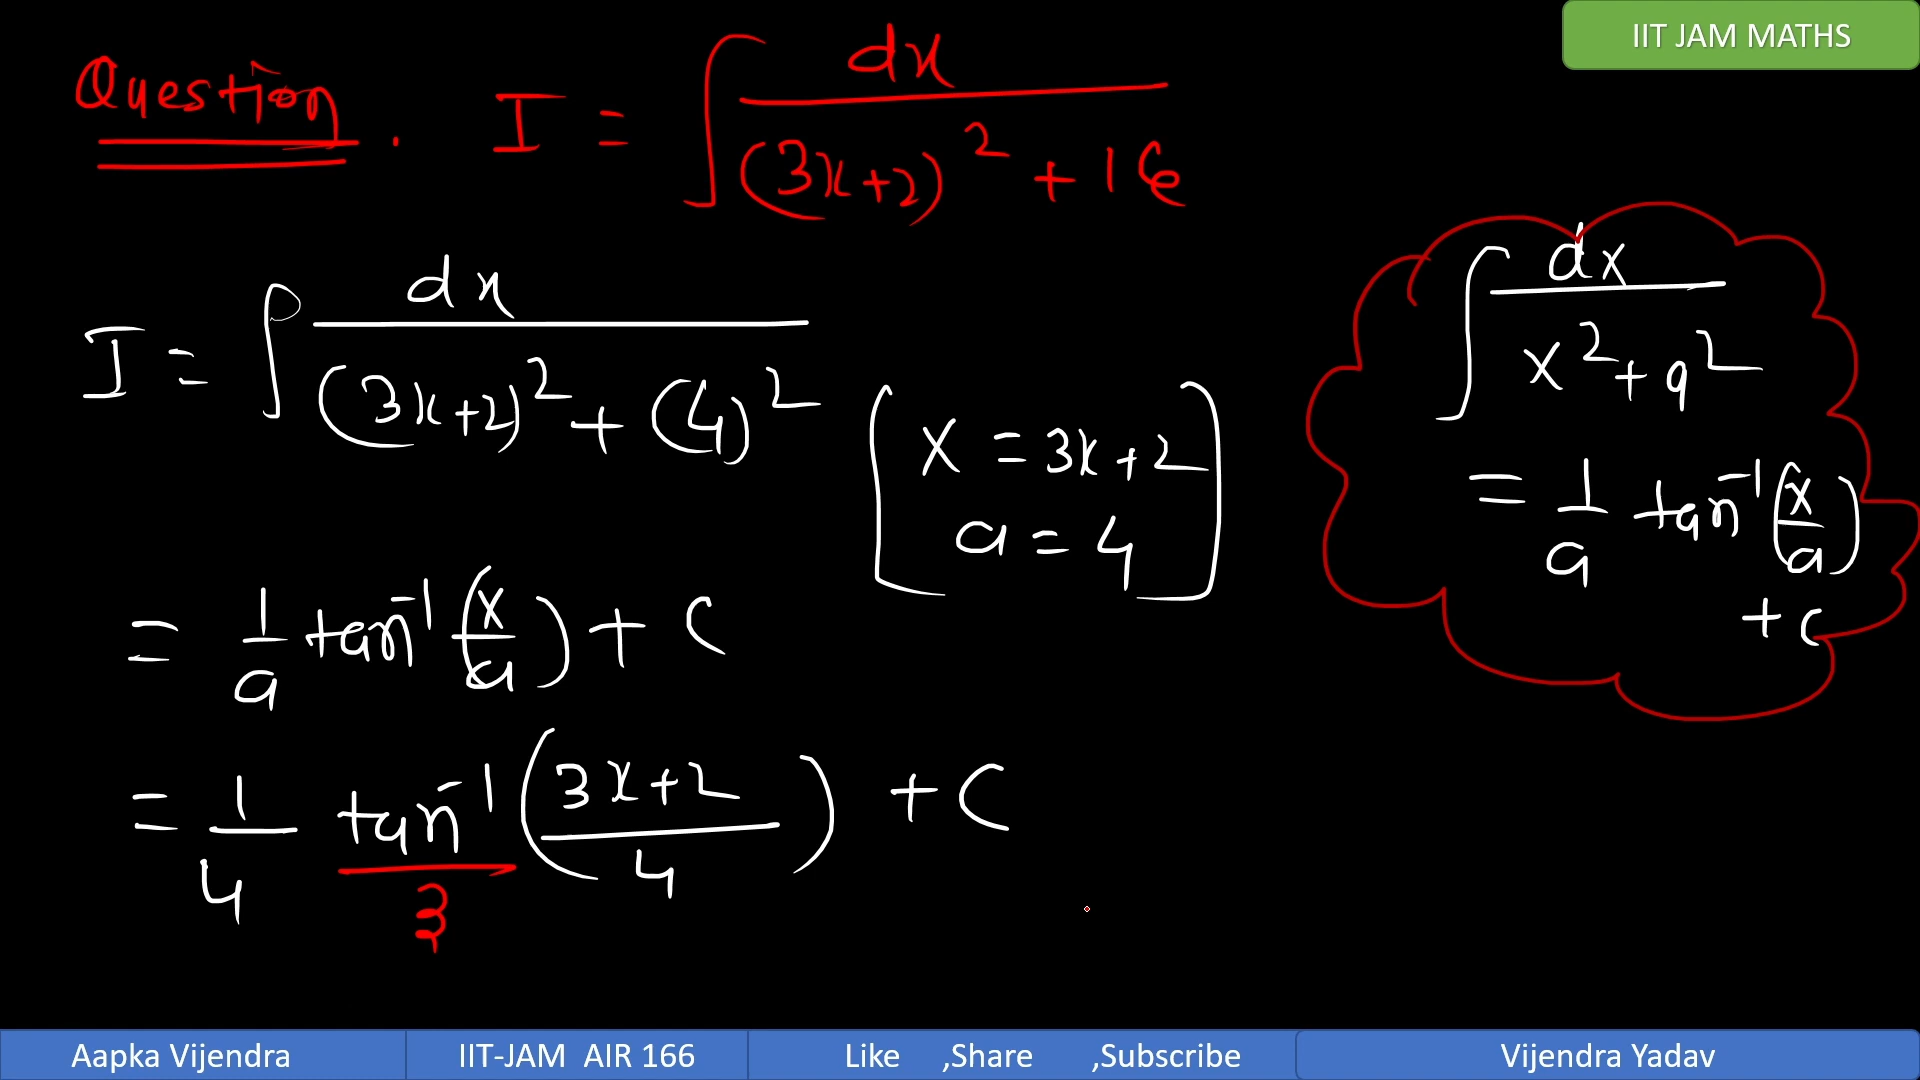 IIT JAM MATHS
Question . I = ∫ dx / (3x+2)² + 16
I = ∫ dx / (3x+2)² + (4)²
[X = 3x+2
a = 4]
= 1/a tan⁻¹(x/a) + C
= 1/4 tan⁻¹/3 (3x+2 / 4) + C
∫ dx / x² + a²
= 1/a tan⁻¹(x/a)
+ C
Aapka Vijendra
IIT-JAM AIR 166
Like ,Share ,Subscribe
Vijendra Yadav